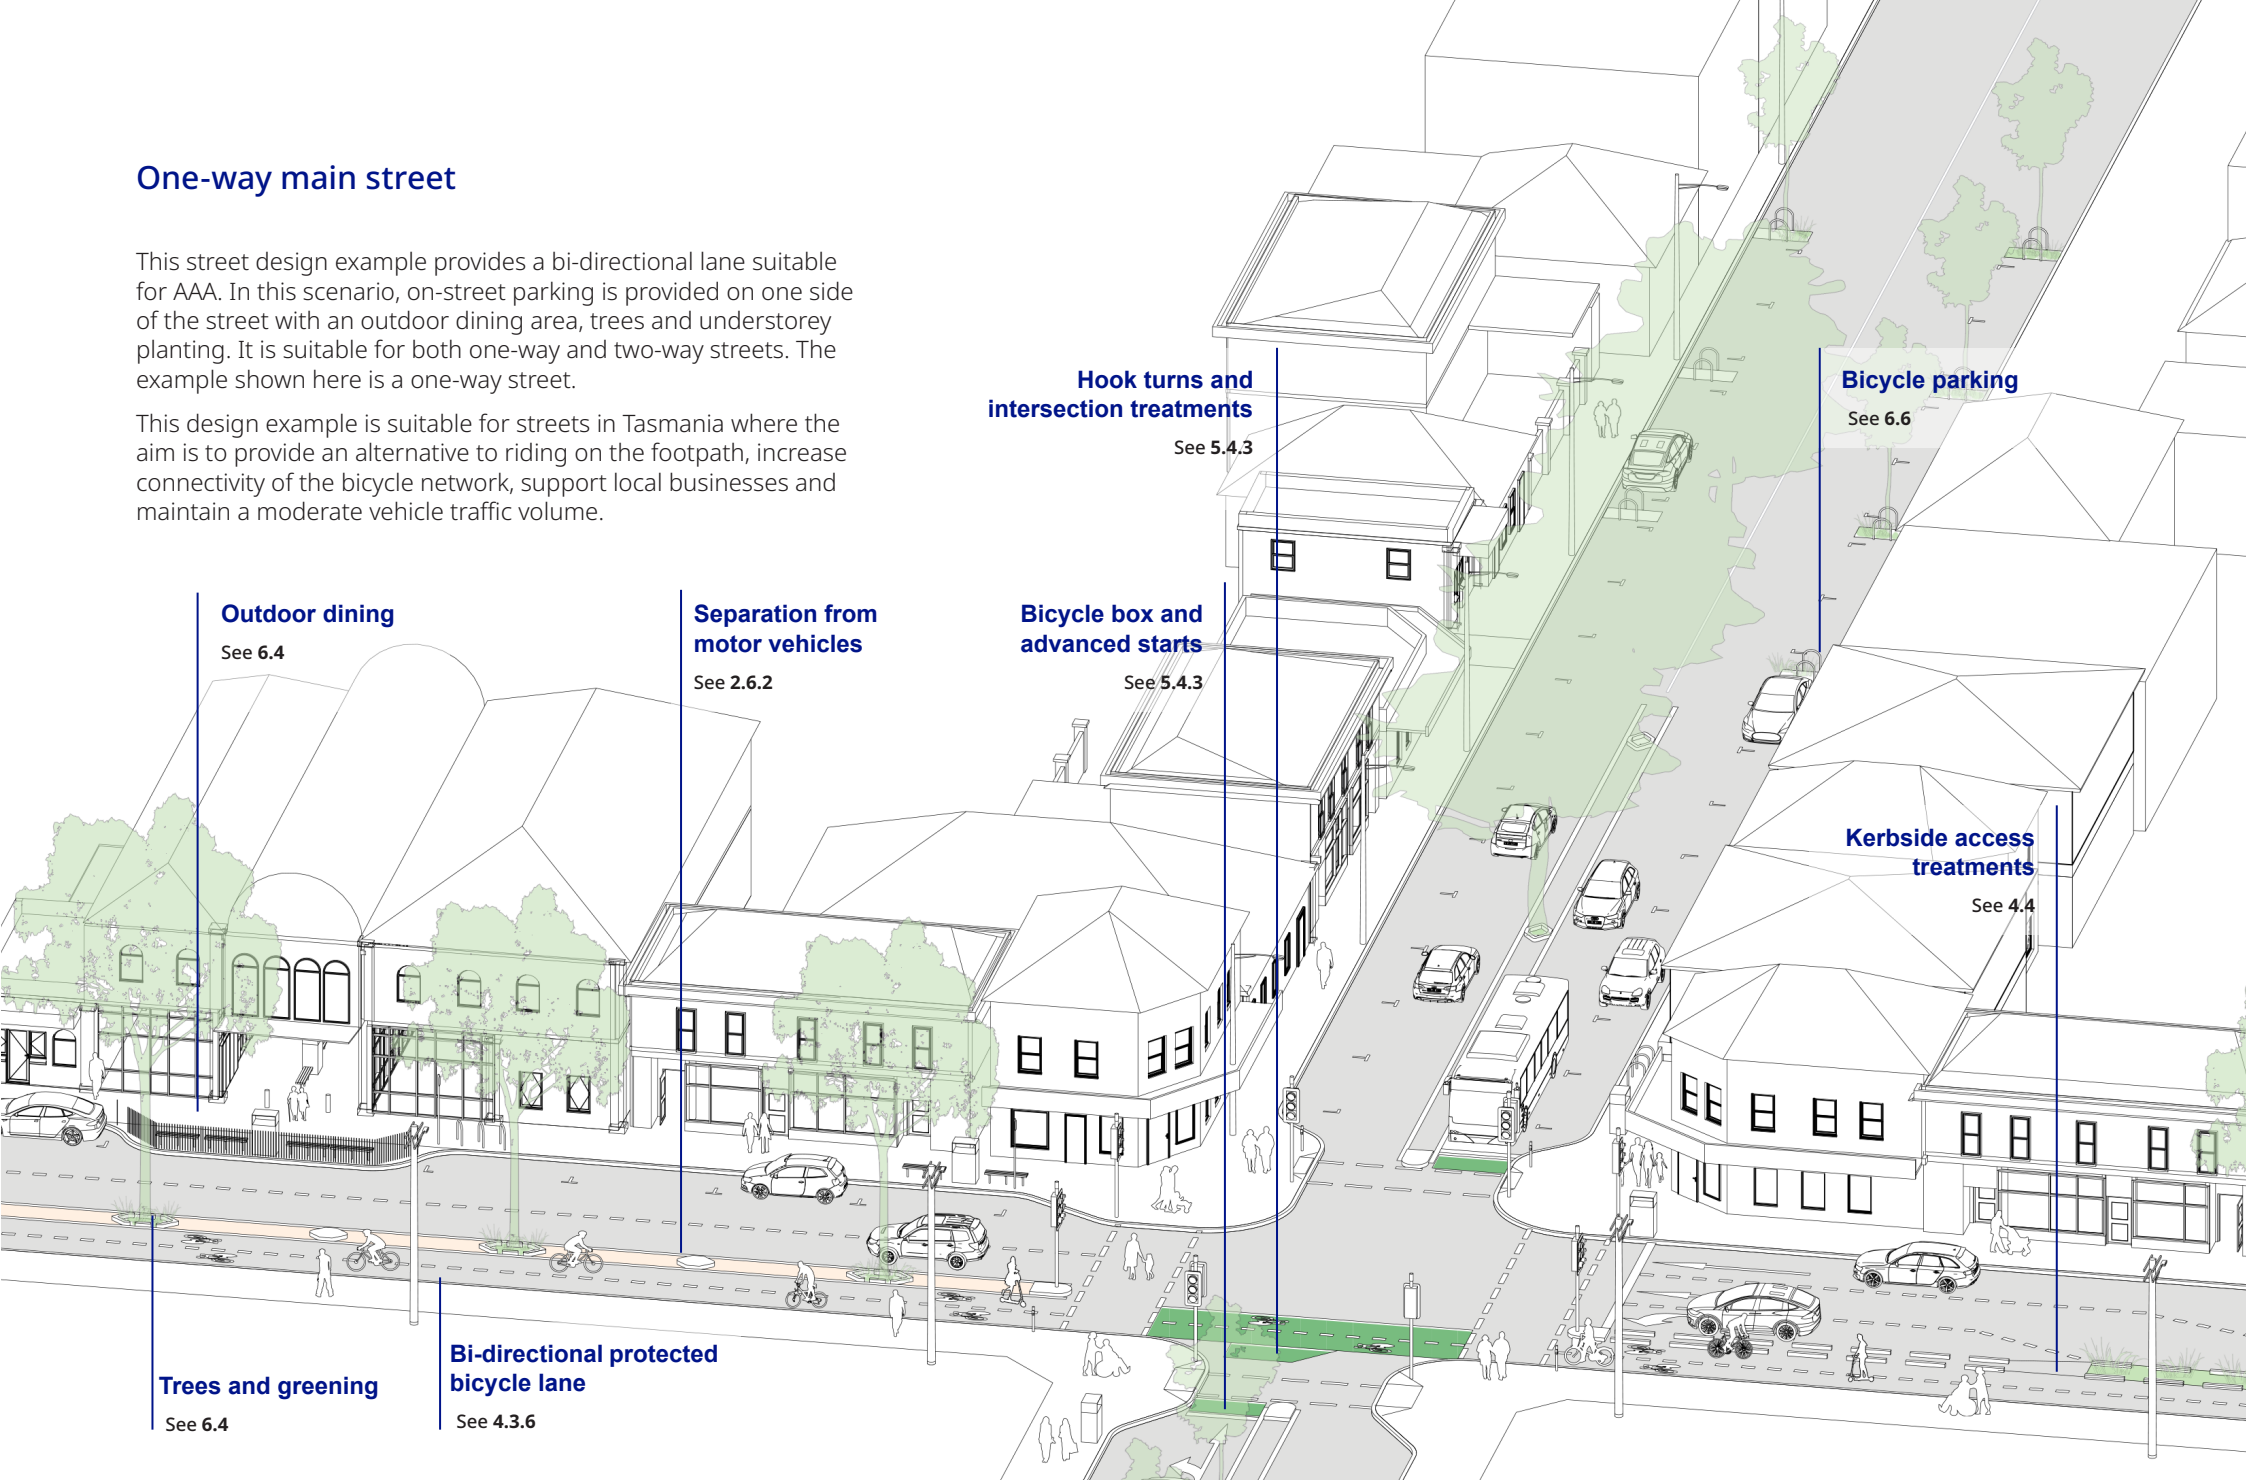 One-way main street
This street design example provides a bi-directional lane suitable
for AAA. In this scenario, on-street parking is provided on one side
of the street with an outdoor dining area, trees and understorey
planting. It is suitable for both one-way and two-way streets. The
example shown here is a one-way street.
This design example is suitable for streets in Tasmania where the
aim is to provide an alternative to riding on the footpath, increase
connectivity of the bicycle network, support local businesses and
maintain a moderate vehicle traffic volume.
Hook turns and
intersection treatments
See 5.4.3
Bicycle parking
See 6.6
Outdoor dining
See 6.4
Separation from
motor vehicles
See 2.6.2
Bicycle box and
advanced starts
See 5.4.3
Kerbside access
treatments
See 4.4
Trees and greening
See 6.4
Bi-directional protected
bicycle lane
See 4.3.6